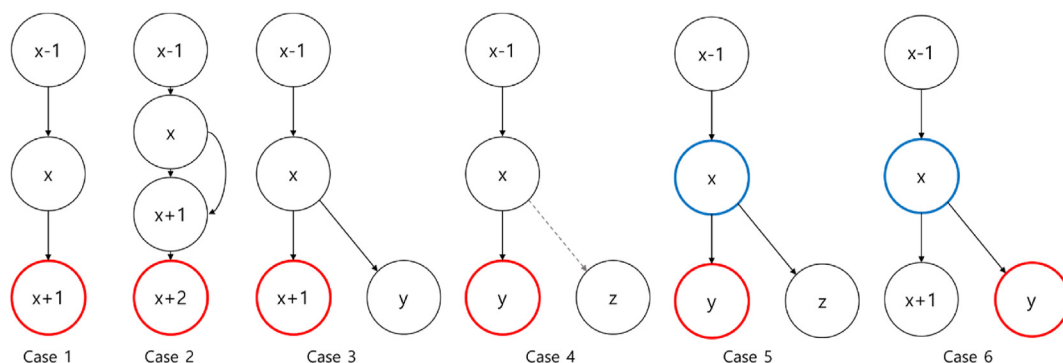 x-1
x
x+1
Case 1
x-1
x
x+1
x+2
Case 2
x-1
x
x+1
y
Case 3
x-1
x
y
z
Case 4
x-1
x
y
z
Case 5
x-1
x
x+1
y
Case 6